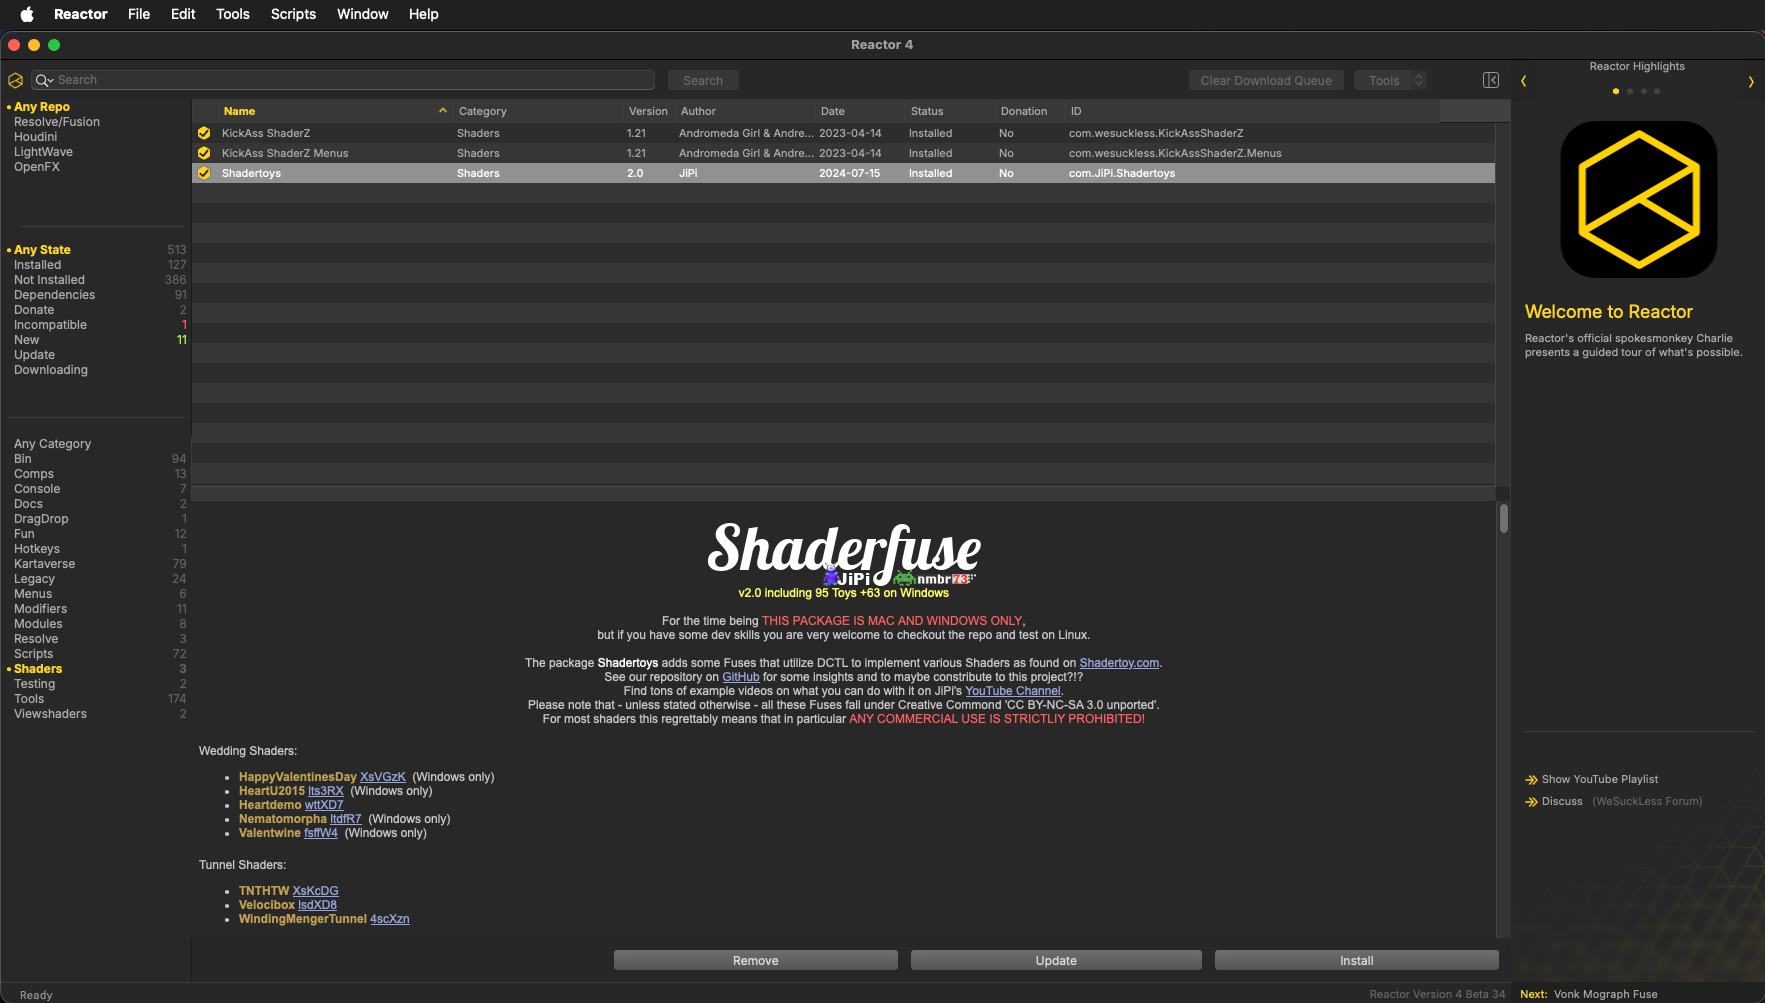 Reactor File Edit Tools Scripts Window Help
Reactor 4
Search
Search
Clear Download Queue
Tools
Any Repo
Resolve/Fusion
Houdini
LightWave
OpenFX
Any State 513
Installed 127
Not Installed 386
Dependencies 91
Donate 2
Incompatible 1
New 11
Update
Downloading
Any Category
Bin 94
Comps 13
Console 7
Docs 2
DragDrop 1
Fun 12
Hotkeys 1
Kartaverse 79
Legacy 24
Menus 6
Modifiers 11
Modules 8
Resolve 3
Scripts 72
Shaders 3
Testing 2
Tools 174
Viewshaders 2
Name Category Version Author Date Status Donation ID
KickAss ShaderZ Shaders 1.21 Andromeda Girl & Andre... 2023-04-14 Installed No com.wesuckless.KickAssShaderZ
KickAss ShaderZ Menus Shaders 1.21 Andromeda Girl & Andre... 2023-04-14 Installed No com.wesuckless.KickAssShaderZ.Menus
Shadertoys Shaders 2.0 JiPi 2024-07-15 Installed No com.JiPi.Shadertoys
Shaderfuse
JiPi nmbr73
v2.0 including 95 Toys +63 on Windows
For the time being THIS PACKAGE IS MAC AND WINDOWS ONLY,
but if you have some dev skills you are very welcome to checkout the repo and test on Linux.
The package Shadertoys adds some Fuses that utilize DCTL to implement various Shaders as found on Shadertoy.com.
See our repository on GitHub for some insights and to maybe constribute to this project?!?
Find tons of example videos on what you can do with it on JiPi's YouTube Channel.
Please note that - unless stated otherwise - all these Fuses fall under Creative Commond 'CC BY-NC-SA 3.0 unported'.
For most shaders this regrettably means that in particular ANY COMMERCIAL USE IS STRICTLIY PROHIBITED!
Wedding Shaders:
• HappyValentinesDay XsVGzK (Windows only)
• HeartU2015 lts3RX (Windows only)
• Heartdemo wttXD7
• Nematomorpha ltdfR7 (Windows only)
• Valentwine fsffW4 (Windows only)
Tunnel Shaders:
• TNTHTW XsKcDG
• Velocibox lsdXD8
• WindingMengerTunnel 4scXzn
Remove
Update
Install
Ready
Reactor Version 4 Beta 34
Reactor Highlights
Welcome to Reactor
Reactor's official spokesmonkey Charlie
presents a guided tour of what's possible.
Show YouTube Playlist
Discuss (WeSuckLess Forum)
Next: Vonk Mograph Fuse